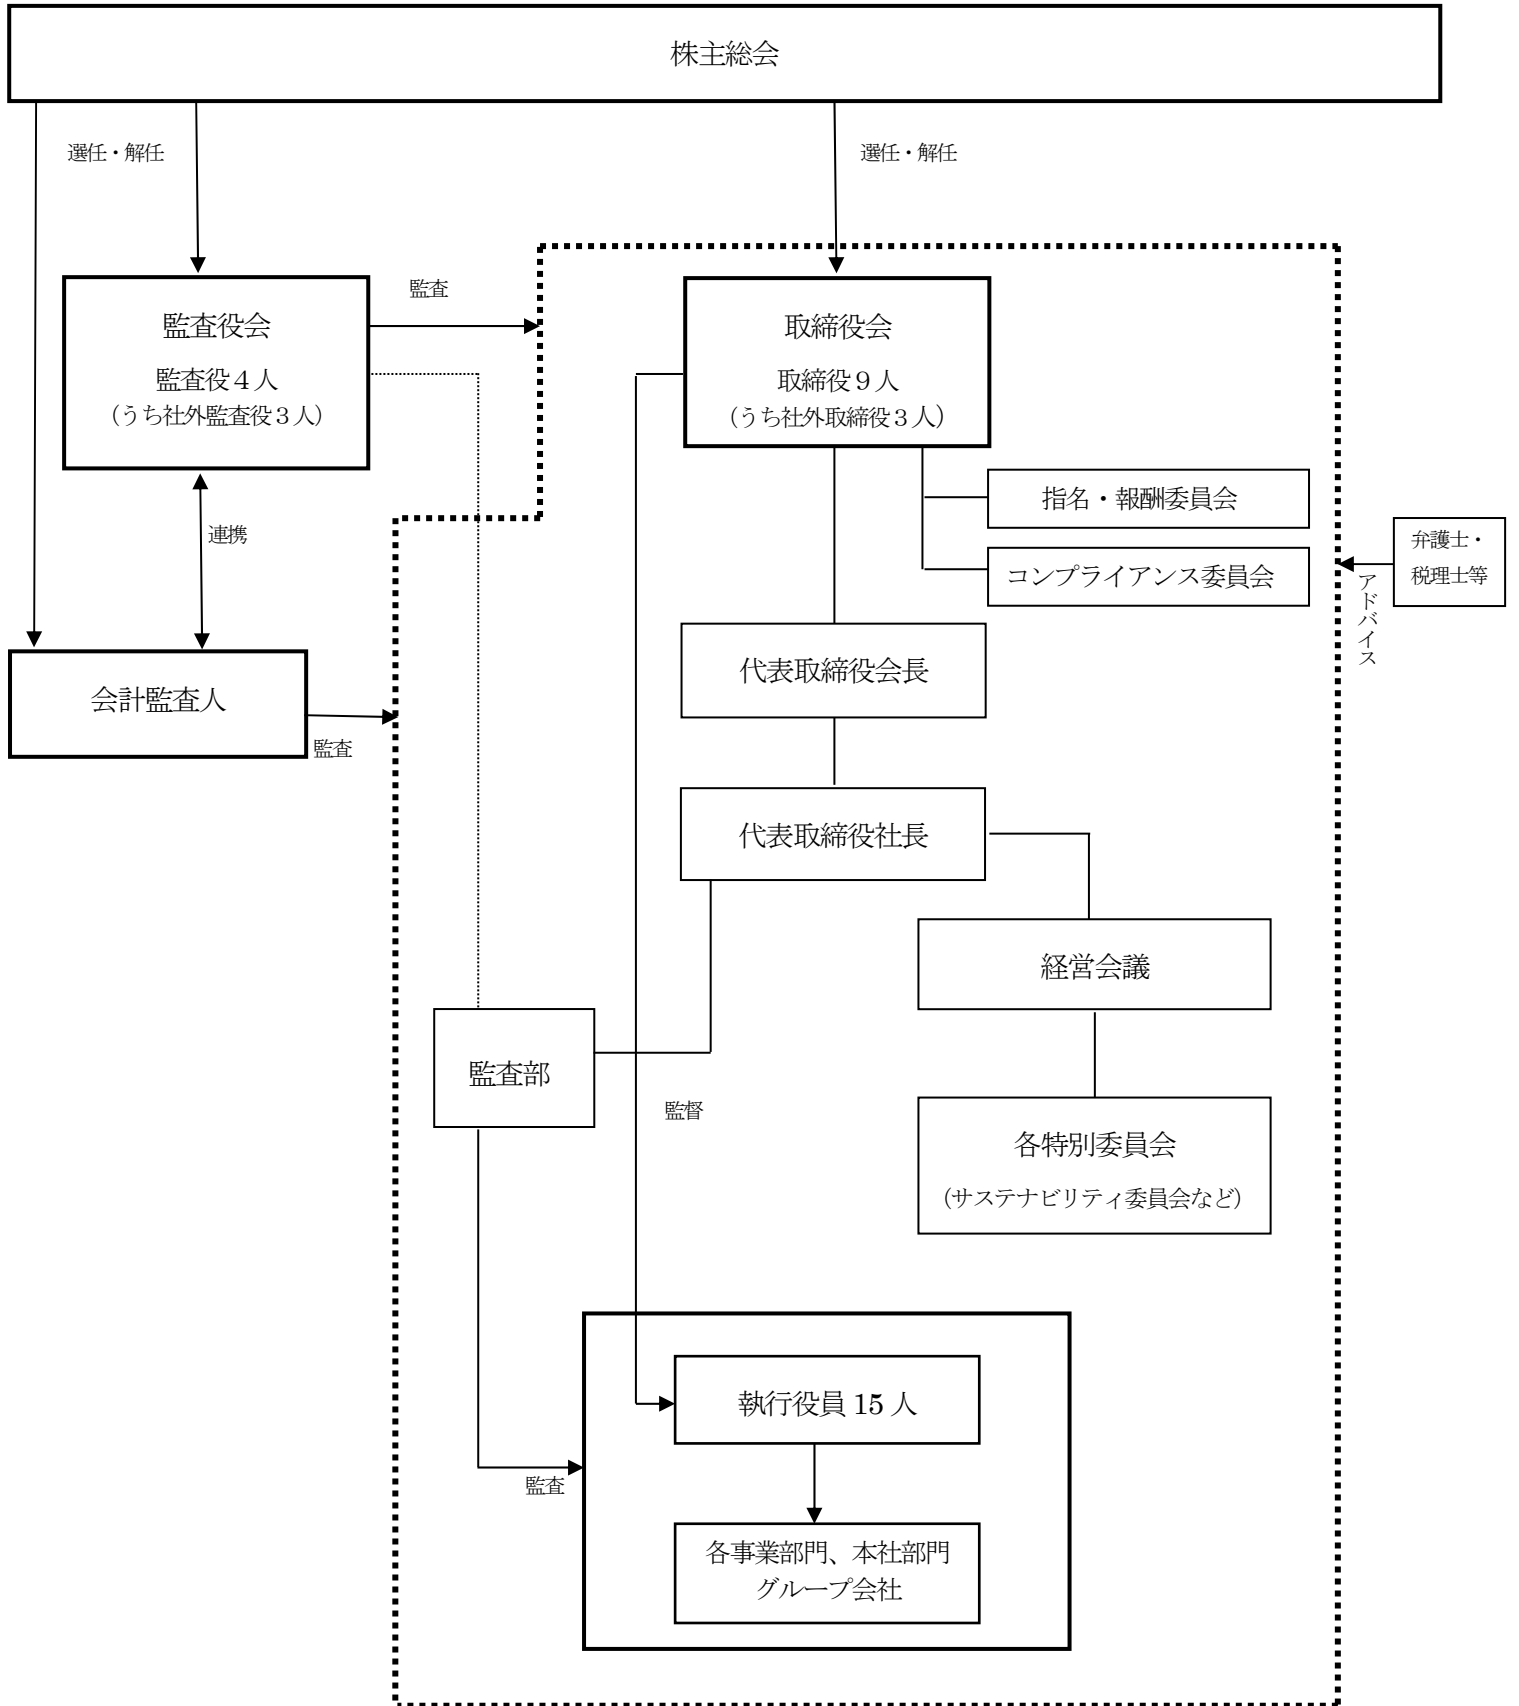 株主総会
選任・解任
選任・解任
監査役会
監査役４人
（うち社外監査役３人）
監査
取締役会
取締役９人
（うち社外取締役３人）
指名・報酬委員会
コンプライアンス委員会
弁護士・
税理士等
アドバイス
連携
会計監査人
監査
代表取締役会長
代表取締役社長
経営会議
監査部
監督
各特別委員会
（サステナビリティ委員会など）
執行役員 15 人
監査
各事業部門、本社部門
グループ会社